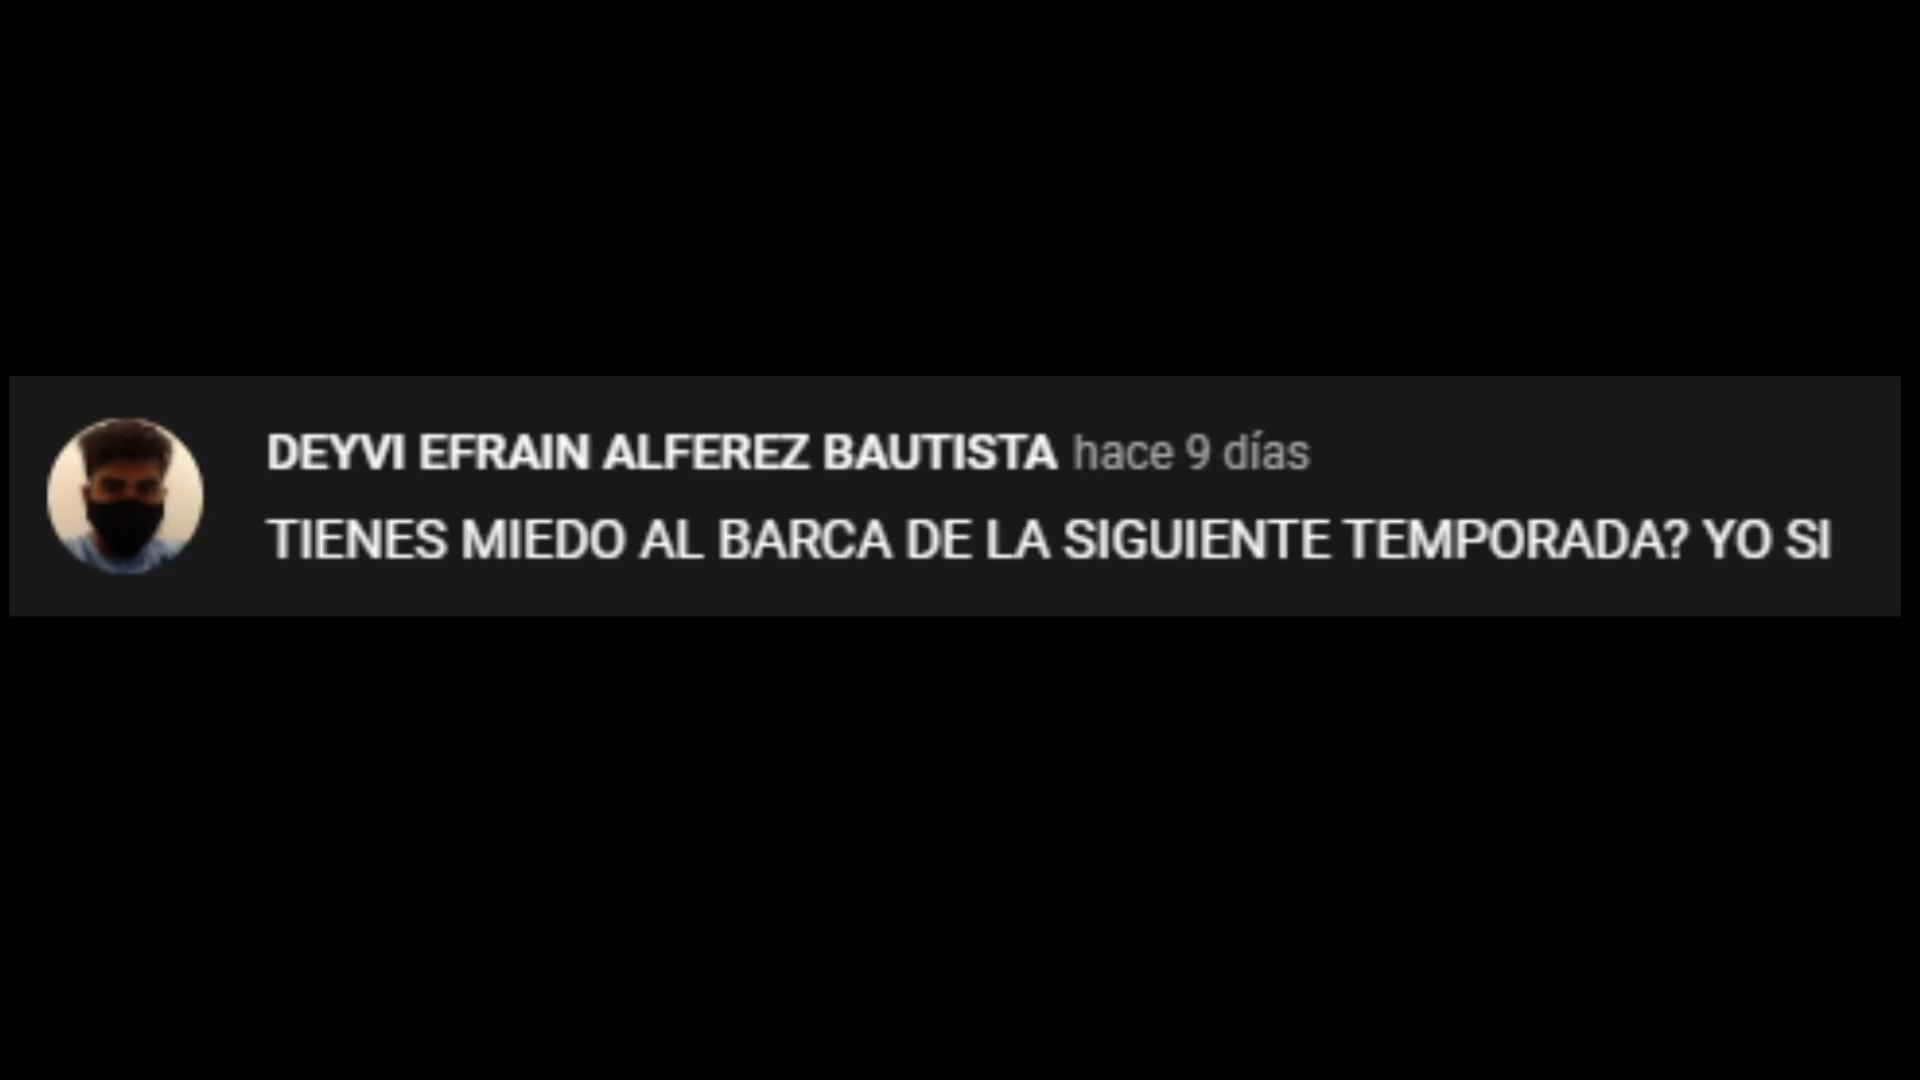 DEYVI EFRAIN ALFEREZ BAUTISTA hace 9 días
TIENES MIEDO AL BARCA DE LA SIGUIENTE TEMPORADA? YO SI